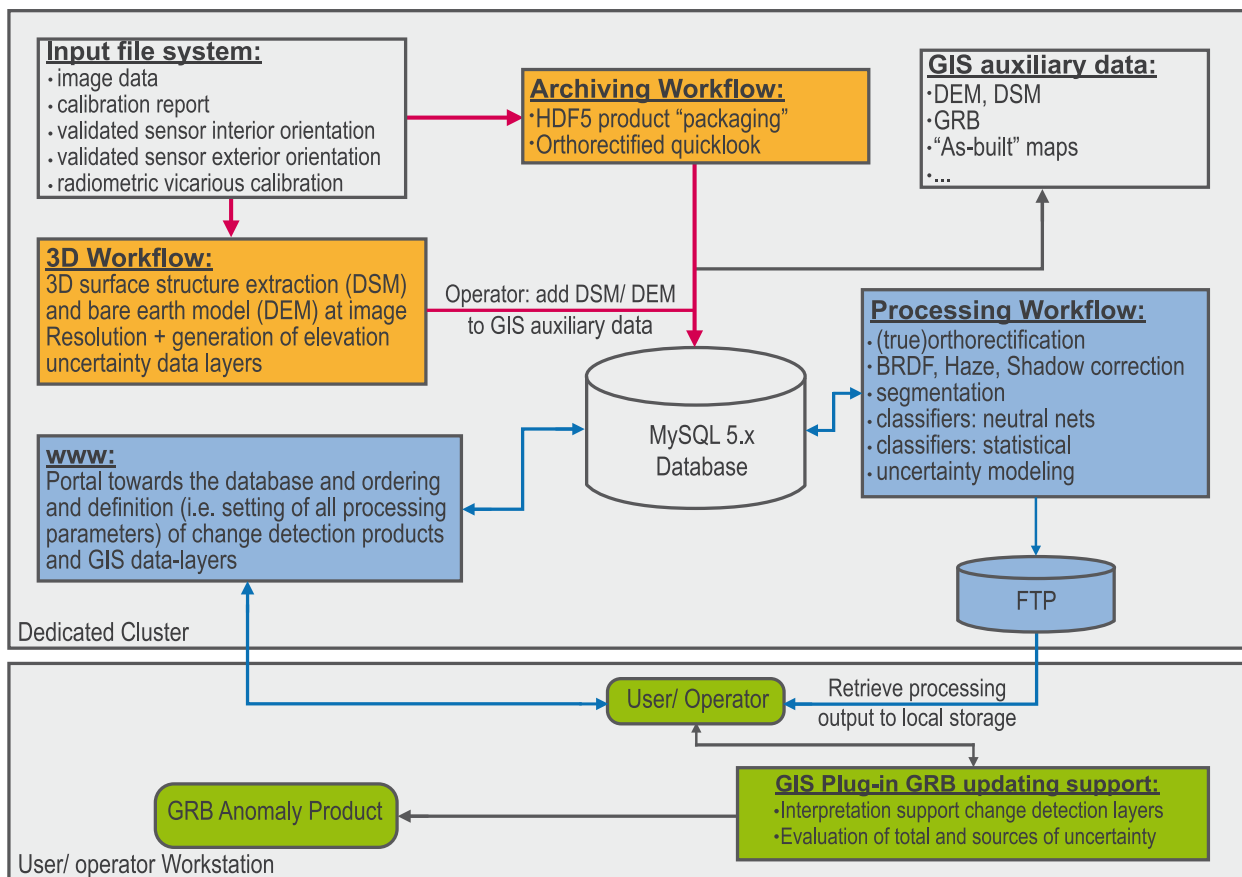 Input file system:
· image data
· calibration report
· validated sensor interior orientation
· validated sensor exterior orientation
· radiometric vicarious calibration
Archiving Workflow:
· HDF5 product “packaging”
· Orthorectified quicklook
GIS auxiliary data:
· DEM, DSM
· GRB
· “As-built” maps
· ...
3D Workflow:
3D surface structure extraction (DSM)
and bare earth model (DEM) at image
Resolution + generation of elevation
uncertainty data layers
Operator: add DSM/ DEM
to GIS auxiliary data
Processing Workflow:
· (true)orthorectification
· BRDF, Haze, Shadow correction
· segmentation
· classifiers: neutral nets
· classifiers: statistical
· uncertainty modeling
MySQL 5.x
Database
www:
Portal towards the database and ordering
and definition (i.e. setting of all processing
parameters) of change detection products
and GIS data-layers
FTP
Dedicated Cluster
User/ Operator
Retrieve processing
output to local storage
GIS Plug-in GRB updating support:
· Interpretation support change detection layers
· Evaluation of total and sources of uncertainty
GRB Anomaly Product
User/ operator Workstation